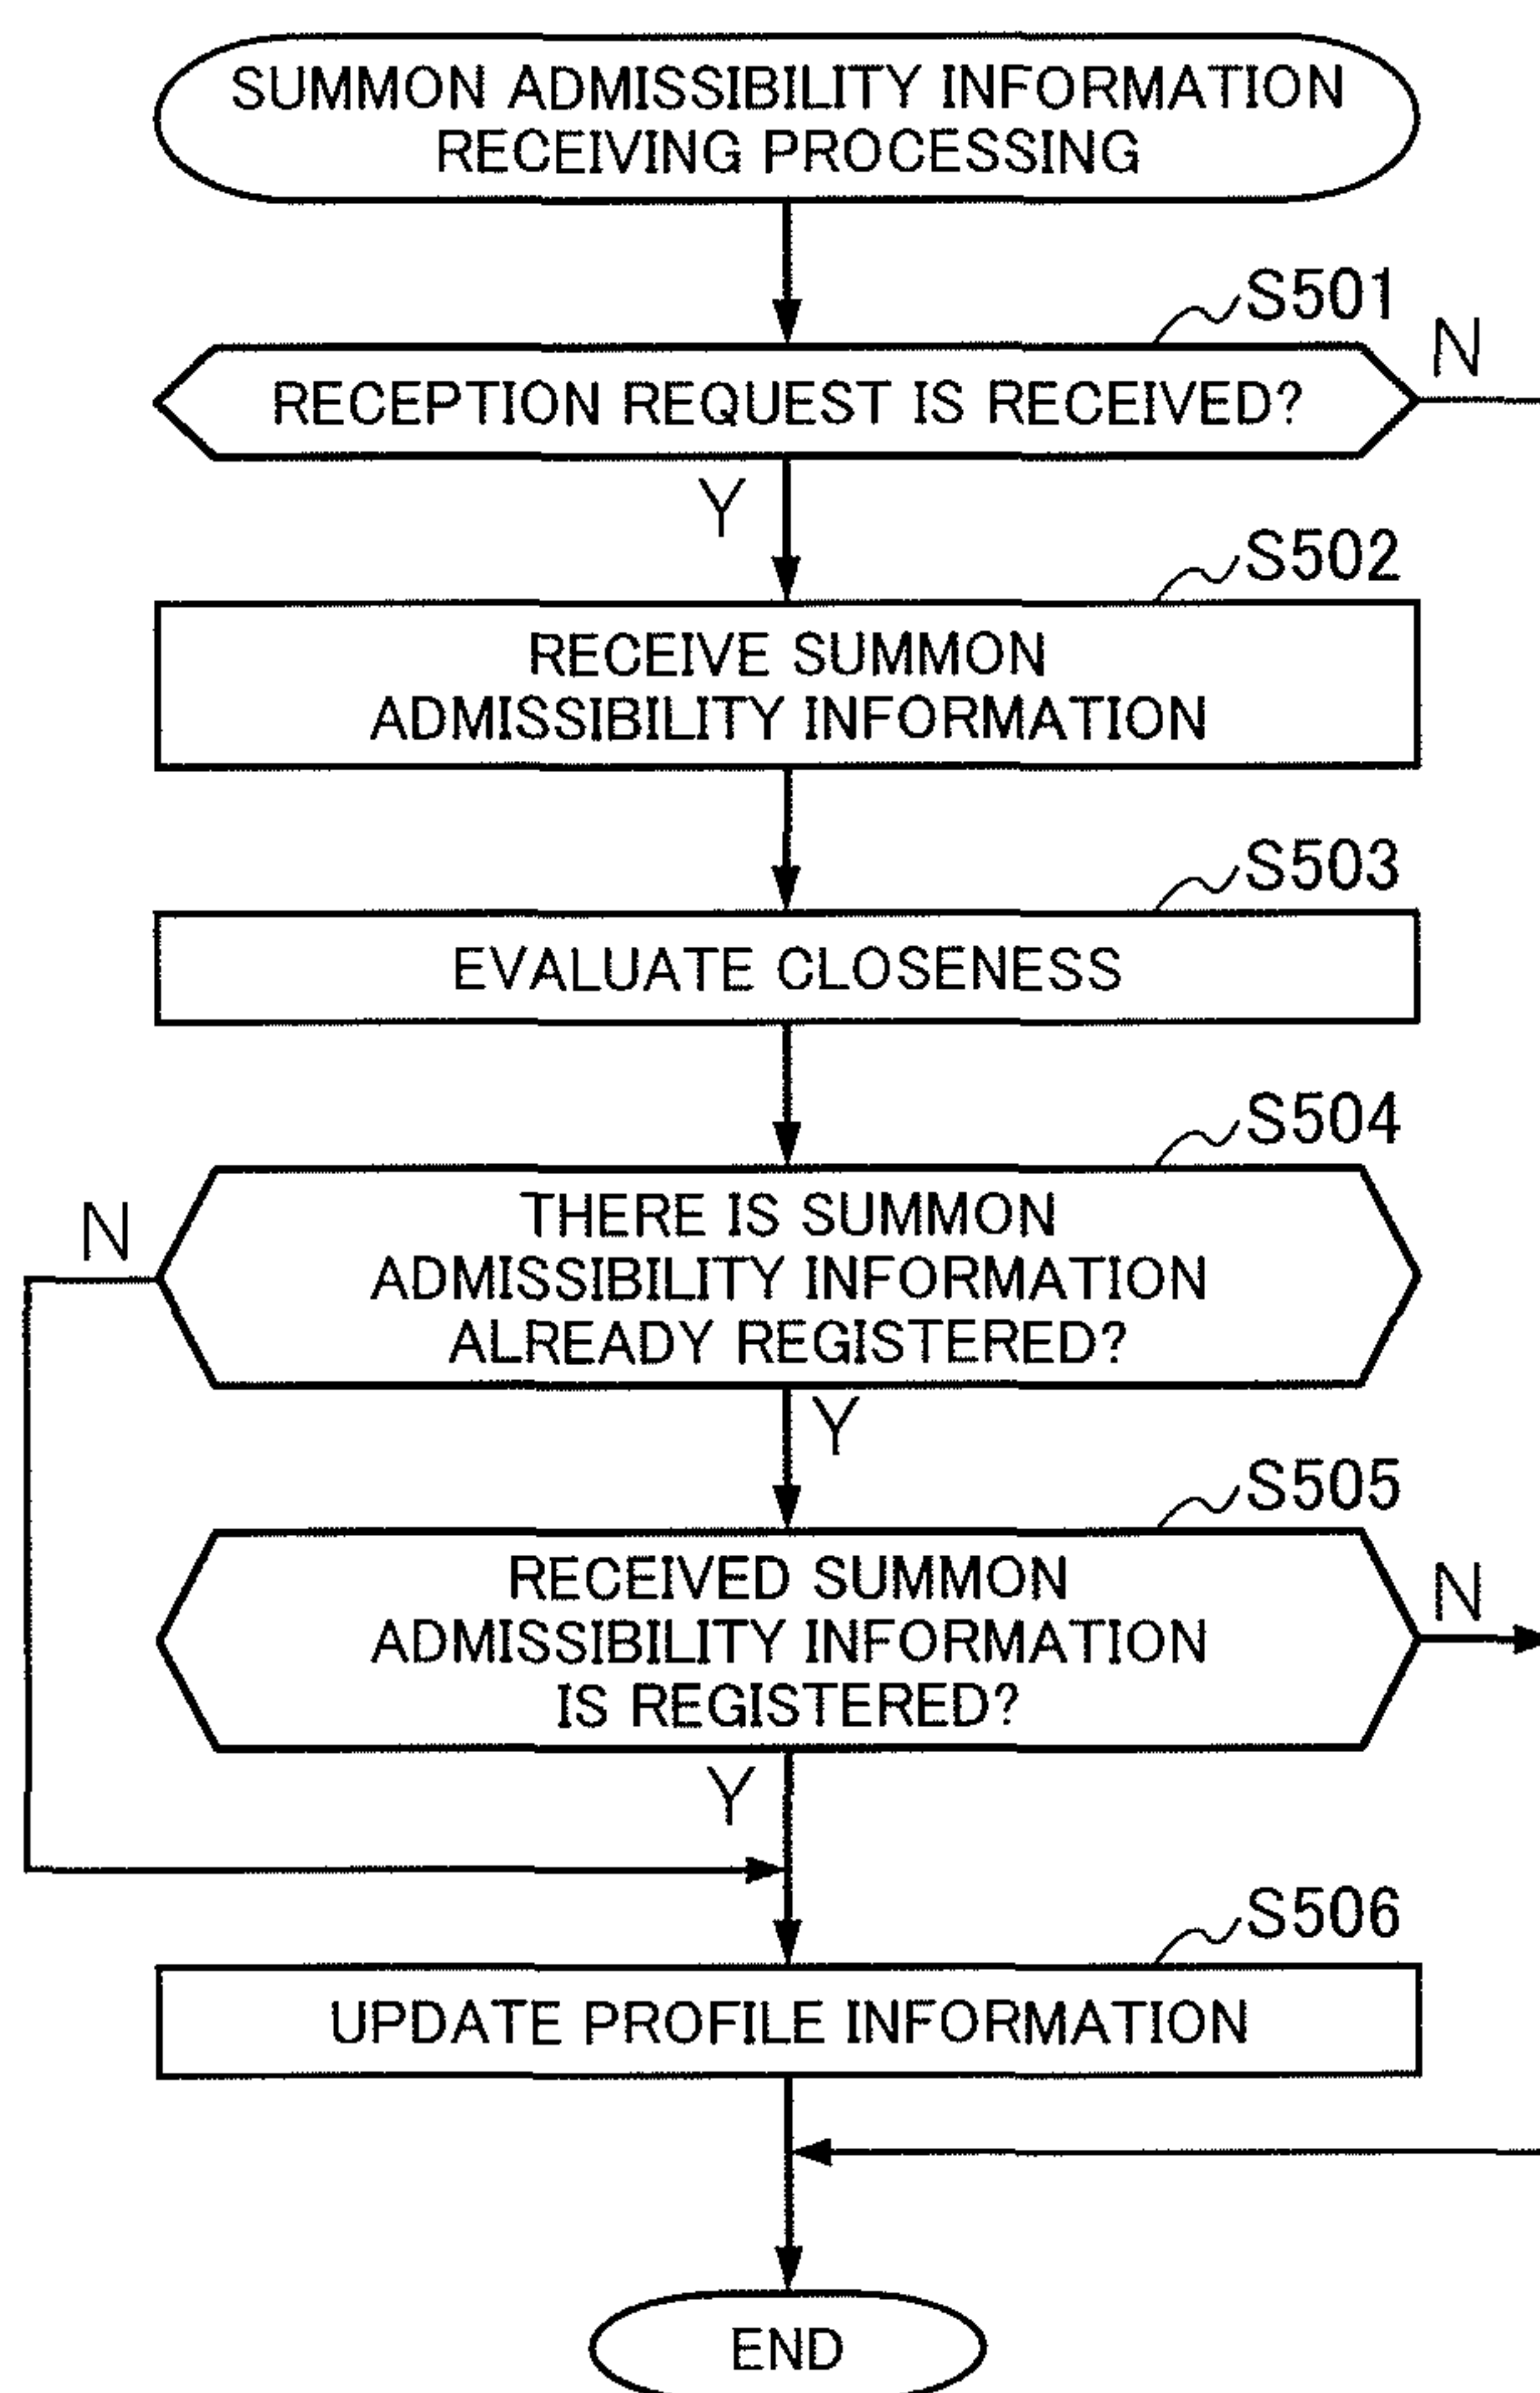 SUMMON ADMISSIBILITY INFORMATION
RECEIVING PROCESSING
S501
RECEPTION REQUEST IS RECEIVED?
N
Y
S502
RECEIVE SUMMON
ADMISSIBILITY INFORMATION
S503
EVALUATE CLOSENESS
S504
N
THERE IS SUMMON
ADMISSIBILITY INFORMATION
ALREADY REGISTERED?
Y
S505
RECEIVED SUMMON
ADMISSIBILITY INFORMATION
IS REGISTERED?
N
Y
S506
UPDATE PROFILE INFORMATION
END